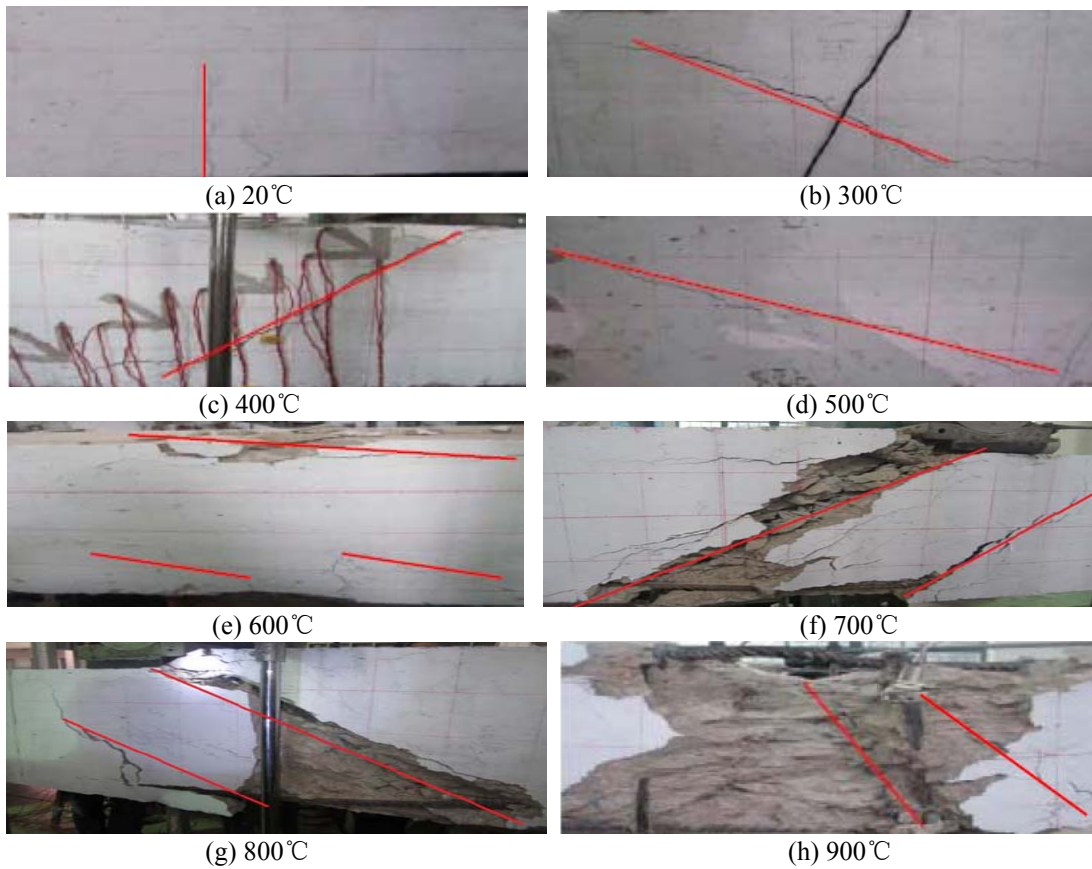 (a) 20℃
(b) 300℃
(c) 400℃
(d) 500℃
(e) 600℃
(f) 700℃
(g) 800℃
(h) 900℃